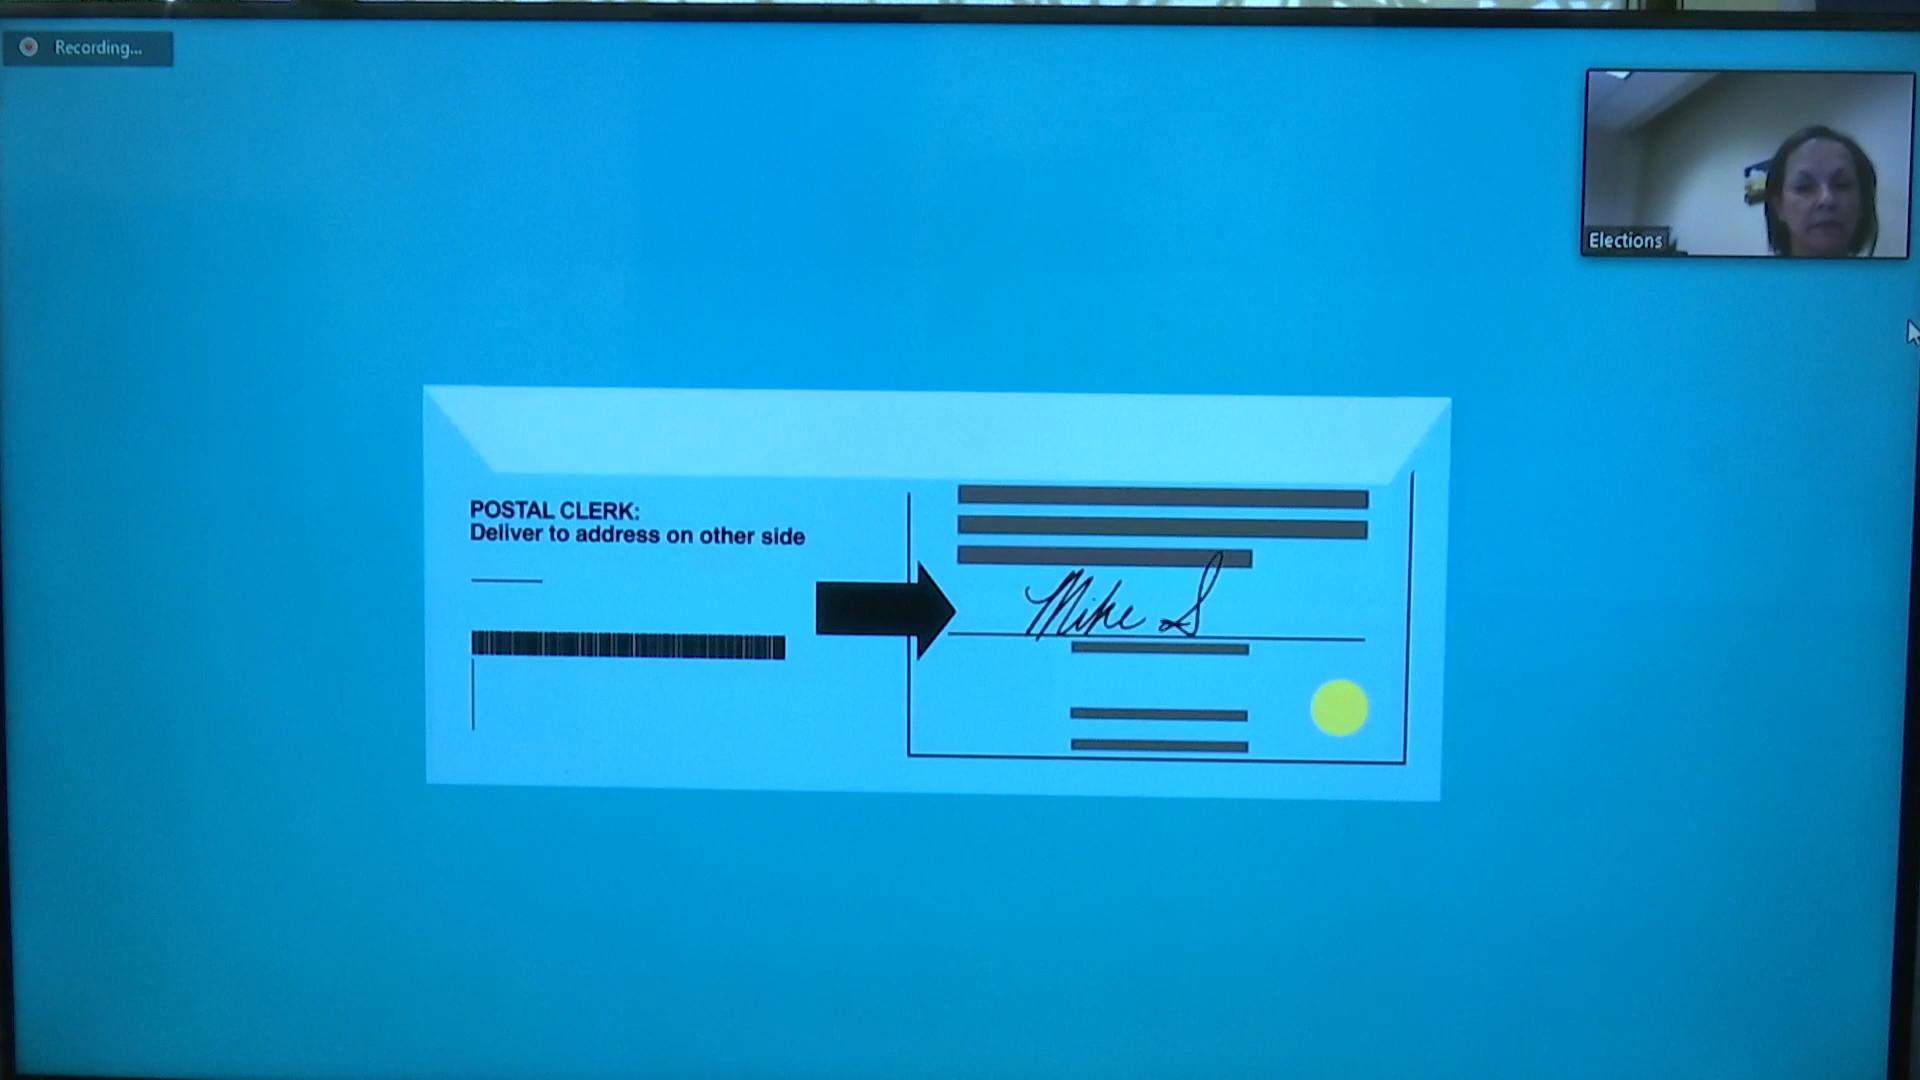 Recording...
Elections
POSTAL CLERK:
Deliver to address on other side
Mike S